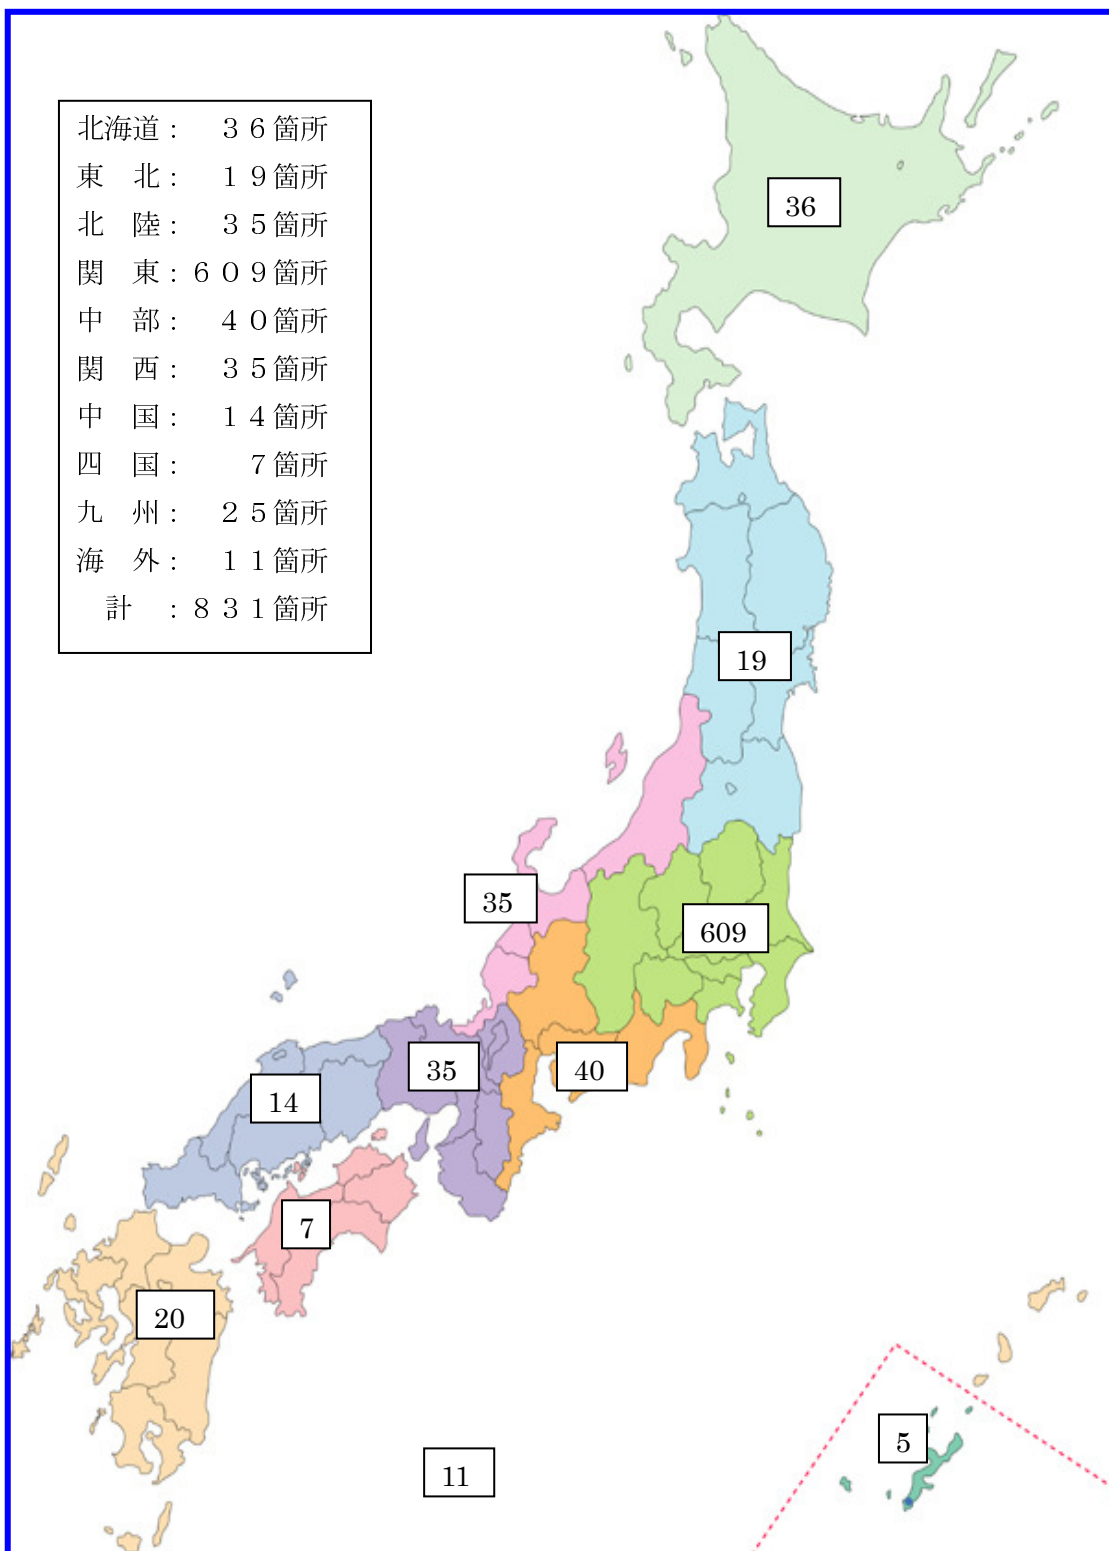 北海道： ３６箇所
東　北： １９箇所
北　陸： ３５箇所
関　東：６０９箇所
中　部： ４０箇所
関　西： ３５箇所
中　国： １４箇所
四　国： ７箇所
九　州： ２５箇所
海　外： １１箇所
計　：８３１箇所
36
19
35
609
35
40
14
7
20
5
11